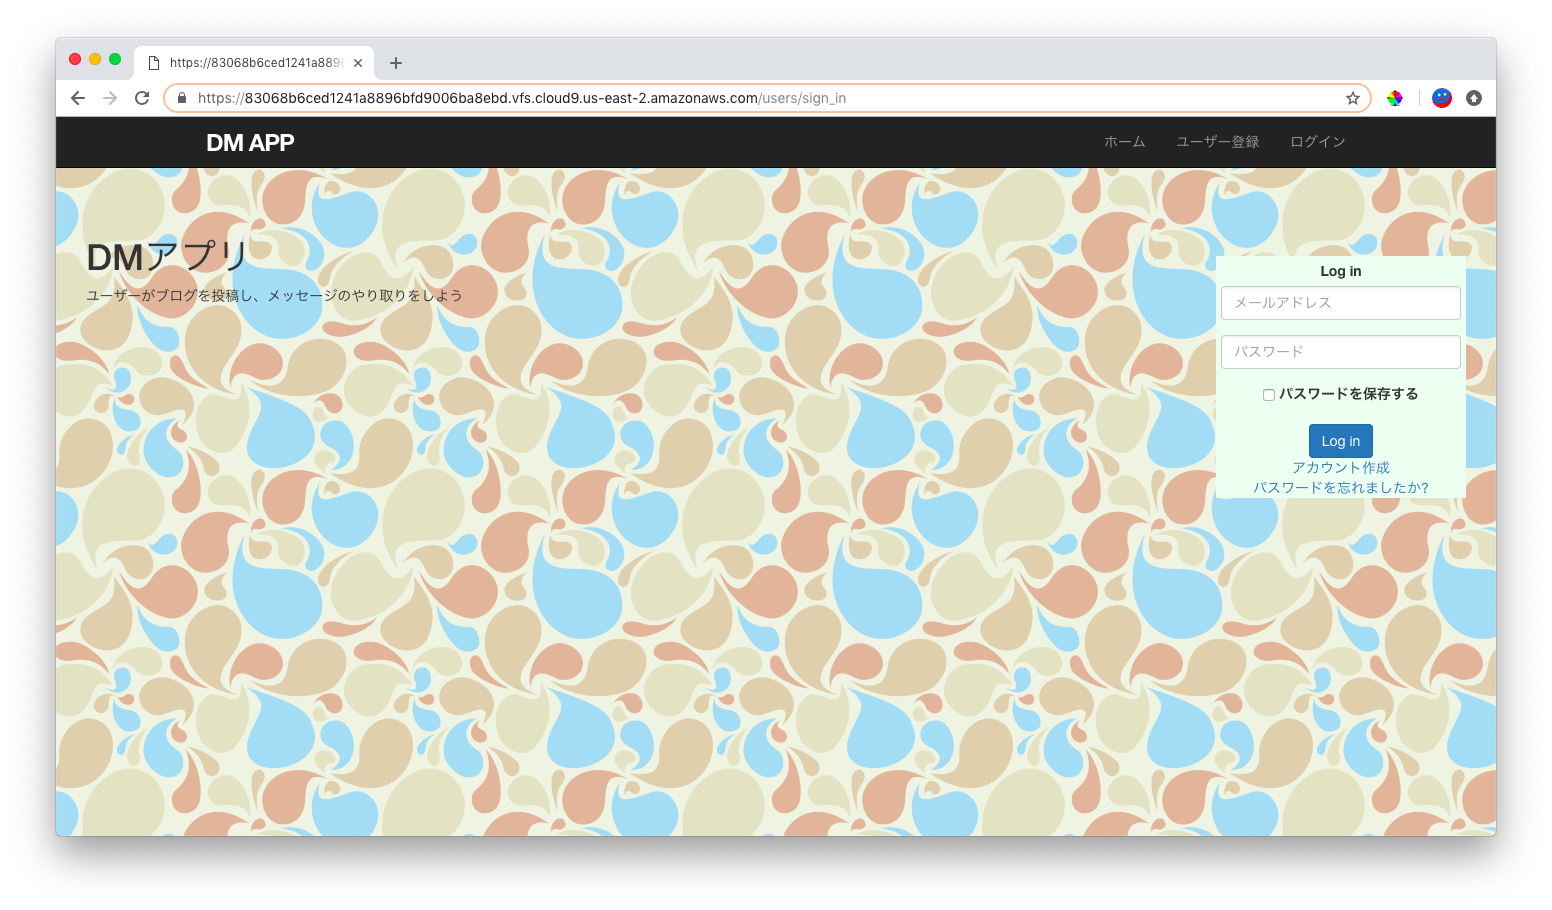 https://83068b6ced1241a8896
https://83068b6ced1241a8896bfd9006ba8ebd.vfs.cloud9.us-east-2.amazonaws.com/users/sign_in
DM APP
ホーム ユーザー登録 ログイン
DMアプリ
ユーザーがブログを投稿し、メッセージのやり取りをしよう
Log in
メールアドレス
パスワード
パスワードを保存する
Log in
アカウント作成
パスワードを忘れましたか?